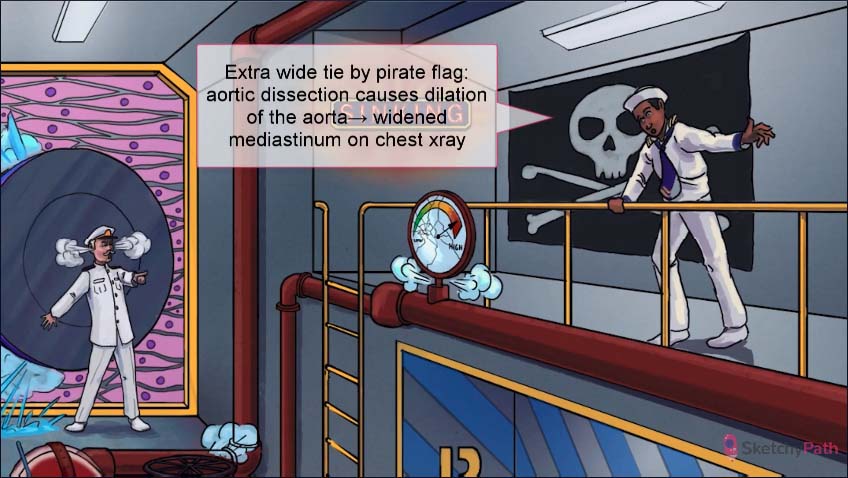 Extra wide tie by pirate flag:
aortic dissection causes dilation
of the aorta→ widened
mediastinum on chest xray
SINKING
LOW
HIGH
12
SketchyPath